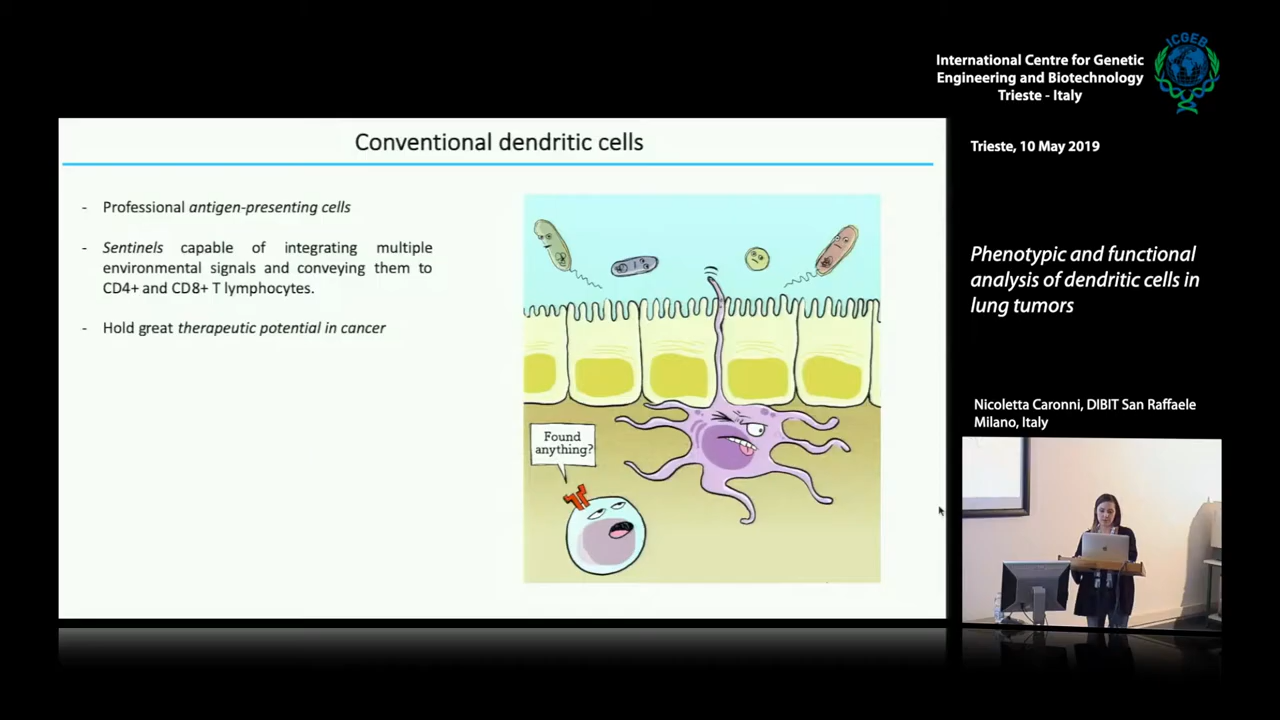 ICGEB
International Centre for Genetic
Engineering and Biotechnology
Trieste - Italy
Trieste, 10 May 2019
Conventional dendritic cells
- Professional antigen-presenting cells
- Sentinels capable of integrating multiple
environmental signals and conveying them to
CD4+ and CD8+ T lymphocytes.
- Hold great therapeutic potential in cancer
Found
anything?
Phenotypic and functional
analysis of dendritic cells in
lung tumors
Nicoletta Caronni, DIBIT San Raffaele
Milano, Italy